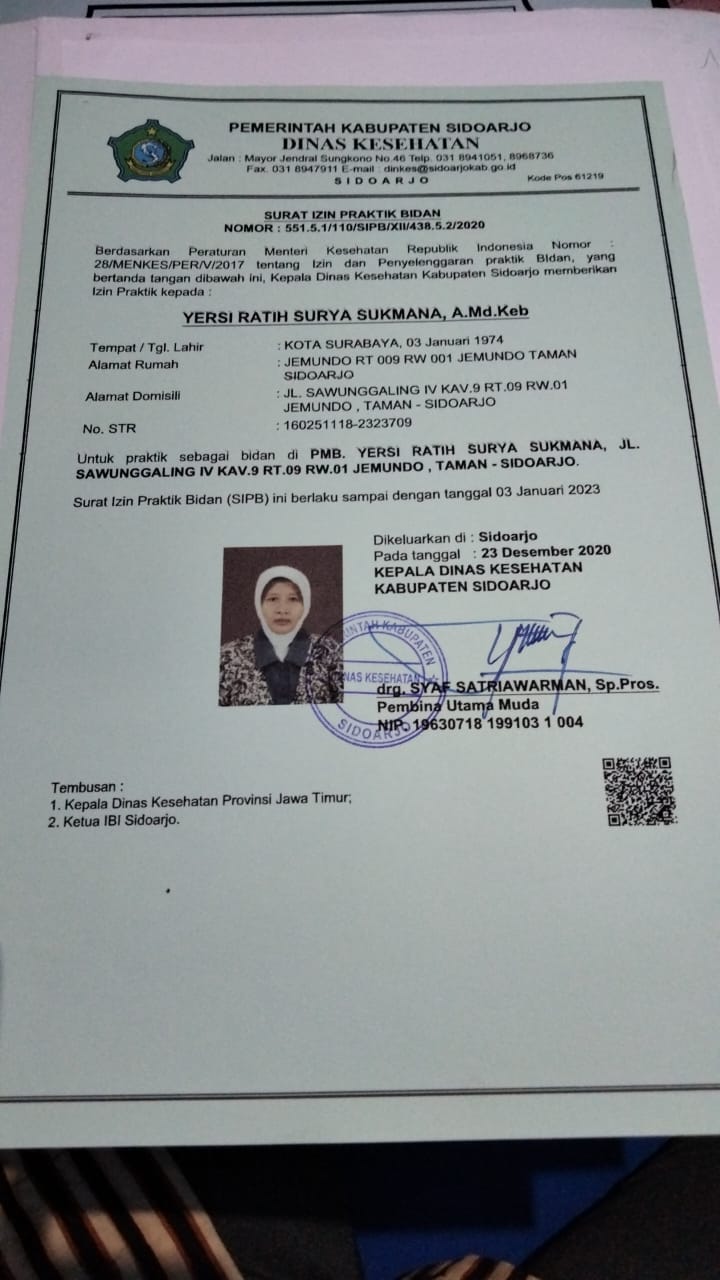 PEMERINTAH KABUPATEN SIDOARJO
DINAS KESEHATAN
Jalan : Mayor Jendral Sungkono No.46 Telp. 031 8941051, 8968736
Fax. 031 8947911 E-mail : dinkes@sidoarjokab.go.id
SIDOARJO
Kode Pos 61219
SURAT IZIN PRAKTIK BIDAN
NOMOR : 551.5.1/110/SIPB/XII/438.5.2/2020
Berdasarkan Peraturan Menteri Kesehatan Republik Indonesia Nomor :
28/MENKES/PER/V/2017 tentang Izin dan Penyelenggaran praktik BIdan, yang
bertanda tangan dibawah ini, Kepala Dinas Kesehatan Kabupaten Sidoarjo memberikan
Izin Praktik kepada :
YERSI RATIH SURYA SUKMANA, A.Md.Keb
Tempat / Tgl. Lahir : KOTA SURABAYA, 03 Januari 1974
Alamat Rumah : JEMUNDO RT 009 RW 001 JEMUNDO TAMAN
SIDOARJO
Alamat Domisili : JL. SAWUNGGALING IV KAV.9 RT.09 RW.01
JEMUNDO , TAMAN - SIDOARJO
No. STR : 160251118-2323709
Untuk praktik sebagai bidan di PMB. YERSI RATIH SURYA SUKMANA, JL.
SAWUNGGALING IV KAV.9 RT.09 RW.01 JEMUNDO , TAMAN - SIDOARJO.
Surat Izin Praktik Bidan (SIPB) ini berlaku sampai dengan tanggal 03 Januari 2023
Dikeluarkan di : Sidoarjo
Pada tanggal : 23 Desember 2020
KEPALA DINAS KESEHATAN
KABUPATEN SIDOARJO
KABUPATEN
DINAS KESEHATAN
SIDOARJO
drg. SYAF SATRIAWARMAN, Sp.Pros.
Pembina Utama Muda
NIP. 19630718 199103 1 004
Tembusan :
1. Kepala Dinas Kesehatan Provinsi Jawa Timur;
2. Ketua IBI Sidoarjo.